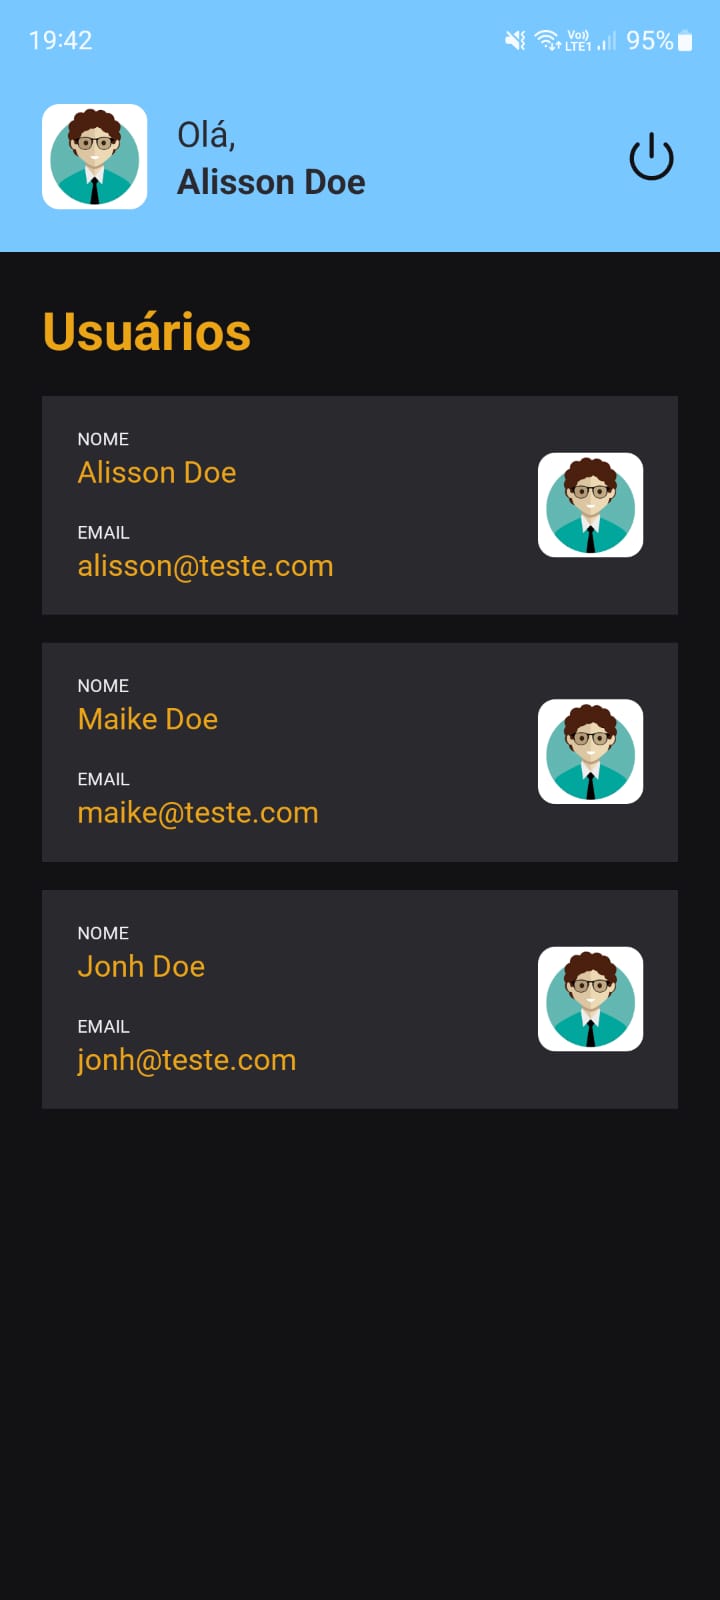 19:42 Vo)) LTE1 95%
Olá,
Alisson Doe
Usuários
NOME
Alisson Doe
EMAIL
alisson@teste.com
NOME
Maike Doe
EMAIL
maike@teste.com
NOME
Jonh Doe
EMAIL
jonh@teste.com